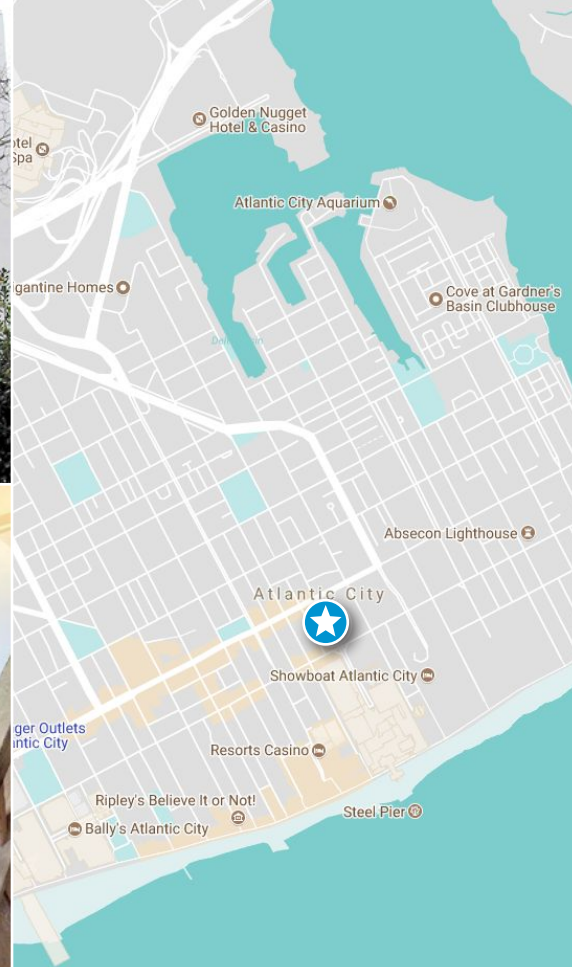 Golden Nugget
Hotel & Casino
otel
Spa
Atlantic City Aquarium
gantine Homes
Cove at Gardner's
Basin Clubhouse
Absecon Lighthouse
Atlantic City
Showboat Atlantic City
ger Outlets
ntic City
Resorts Casino
Ripley's Believe It or Not!
Steel Pier
Bally's Atlantic City